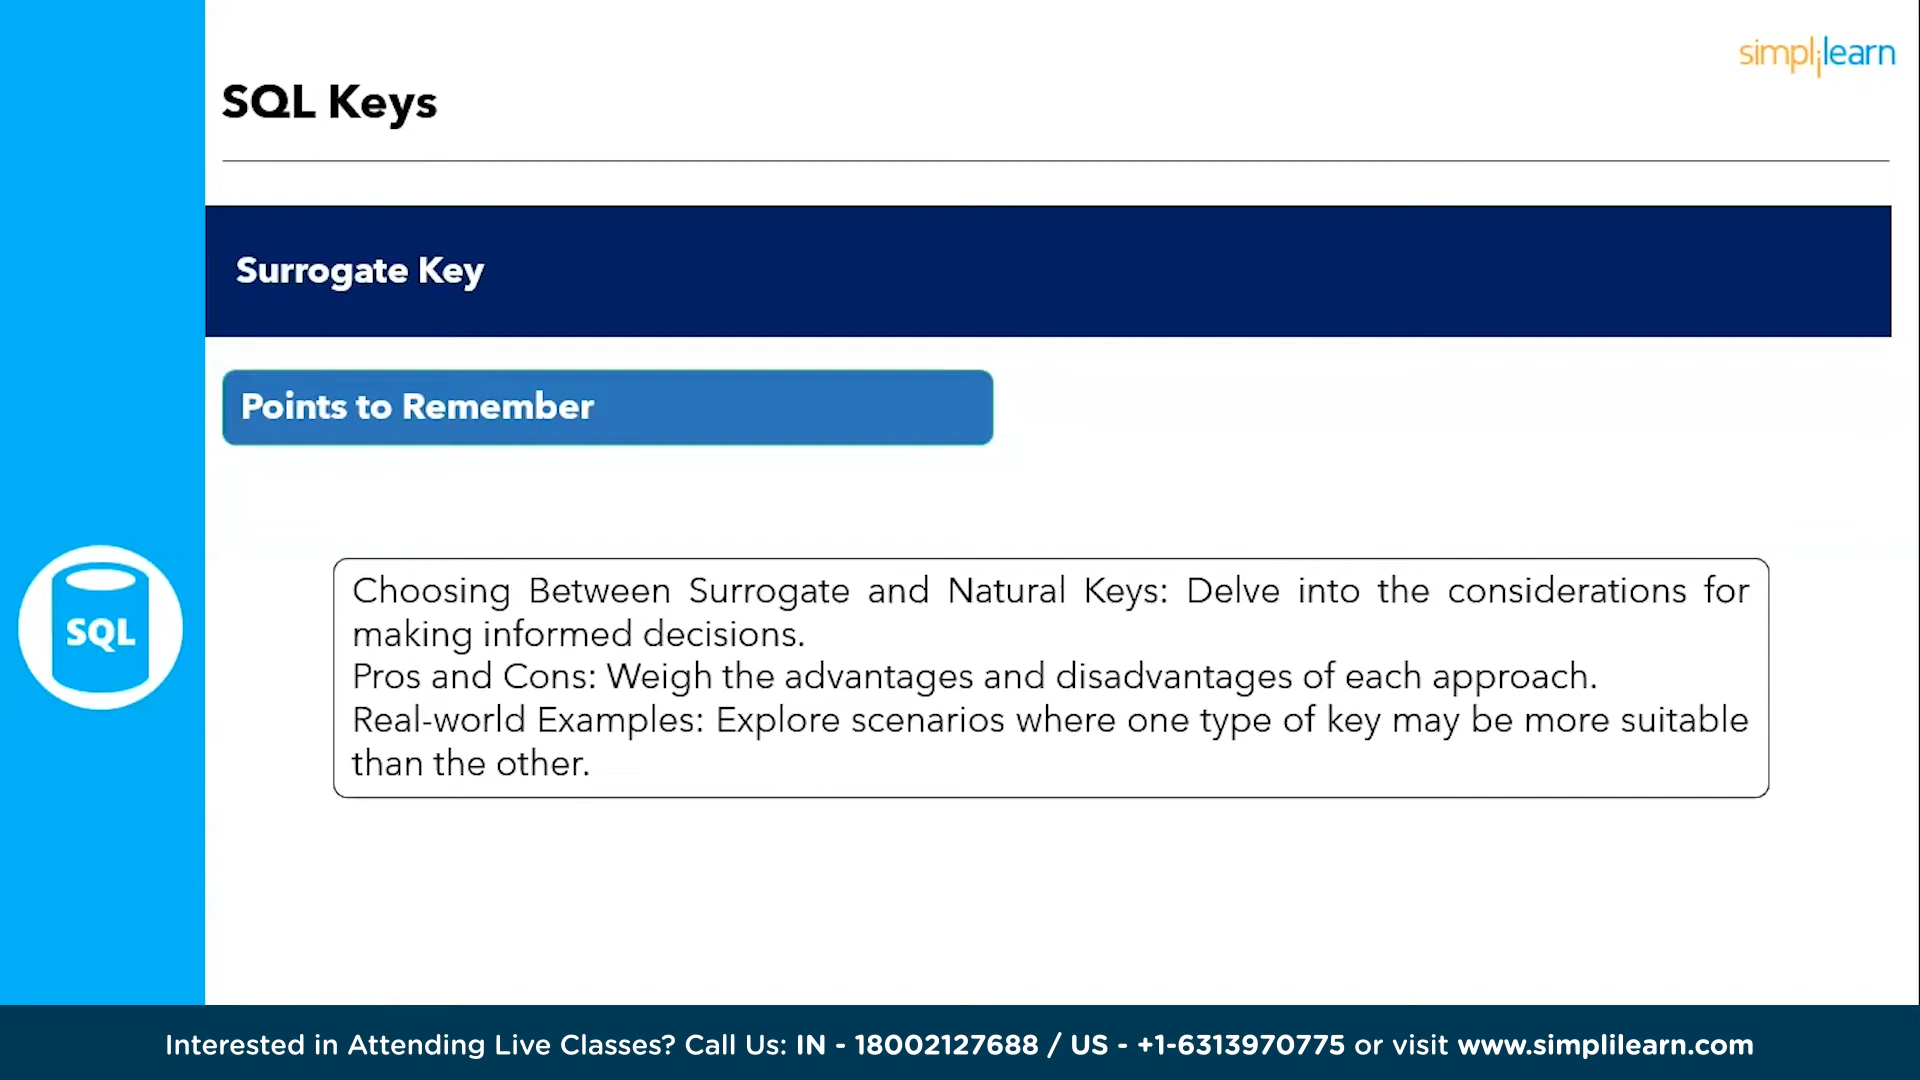 simplilearn
SQL Keys
Surrogate Key
Points to Remember
Choosing Between Surrogate and Natural Keys: Delve into the considerations for
making informed decisions.
Pros and Cons: Weigh the advantages and disadvantages of each approach.
Real-world Examples: Explore scenarios where one type of key may be more suitable
than the other.
SQL
Interested in Attending Live Classes? Call Us: IN - 18002127688 / US - +1-6313970775 or visit www.simplilearn.com